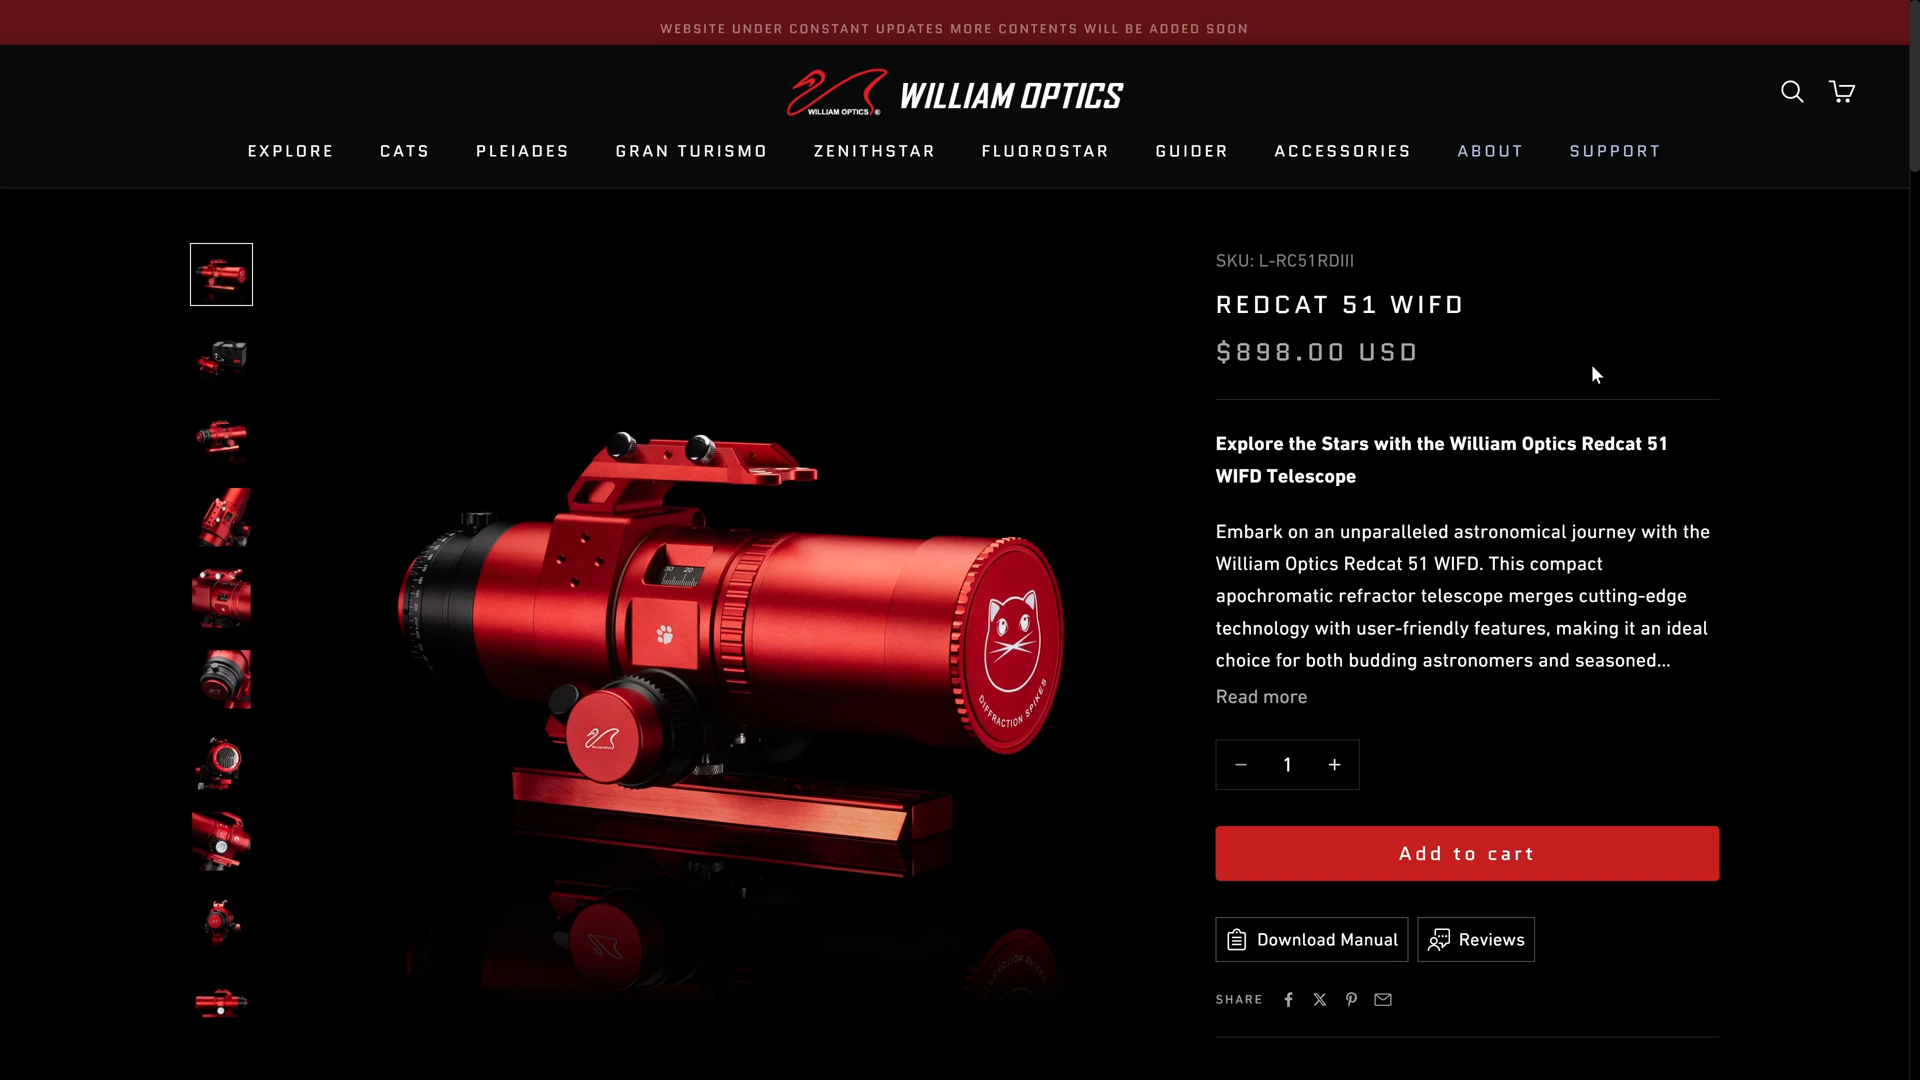 WEBSITE UNDER CONSTANT UPDATES MORE CONTENTS WILL BE ADDED SOON
WILLIAM OPTICS ®
WILLIAM OPTICS
EXPLORE CATS PLEIADES GRAN TURISMO ZENITHSTAR FLUOROSTAR GUIDER ACCESSORIES ABOUT SUPPORT
SKU: L-RC51RDIII
REDCAT 51 WIFD
$898.00 USD
Explore the Stars with the William Optics Redcat 51
WIFD Telescope
Embark on an unparalleled astronomical journey with the
William Optics Redcat 51 WIFD. This compact
apochromatic refractor telescope merges cutting-edge
technology with user-friendly features, making it an ideal
choice for both budding astronomers and seasoned...
Read more
30 20
DIFFRACTION SPIKES
− 1 +
Add to cart
Download Manual Reviews
SHARE